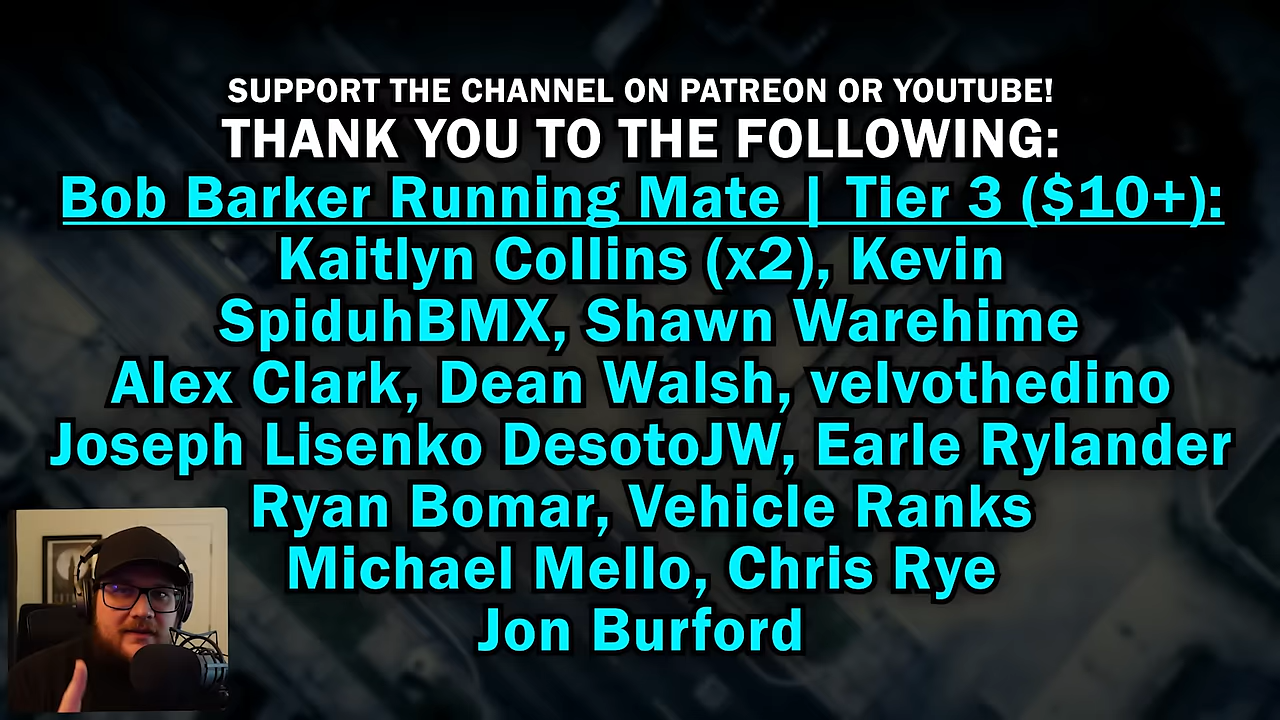 SUPPORT THE CHANNEL ON PATREON OR YOUTUBE!
THANK YOU TO THE FOLLOWING:
Bob Barker Running Mate | Tier 3 ($10+):
Kaitlyn Collins (x2), Kevin
SpiduhBMX, Shawn Warehime
Alex Clark, Dean Walsh, velvothedino
Joseph Lisenko DesotoJW, Earle Rylander
Ryan Bomar, Vehicle Ranks
Michael Mello, Chris Rye
Jon Burford